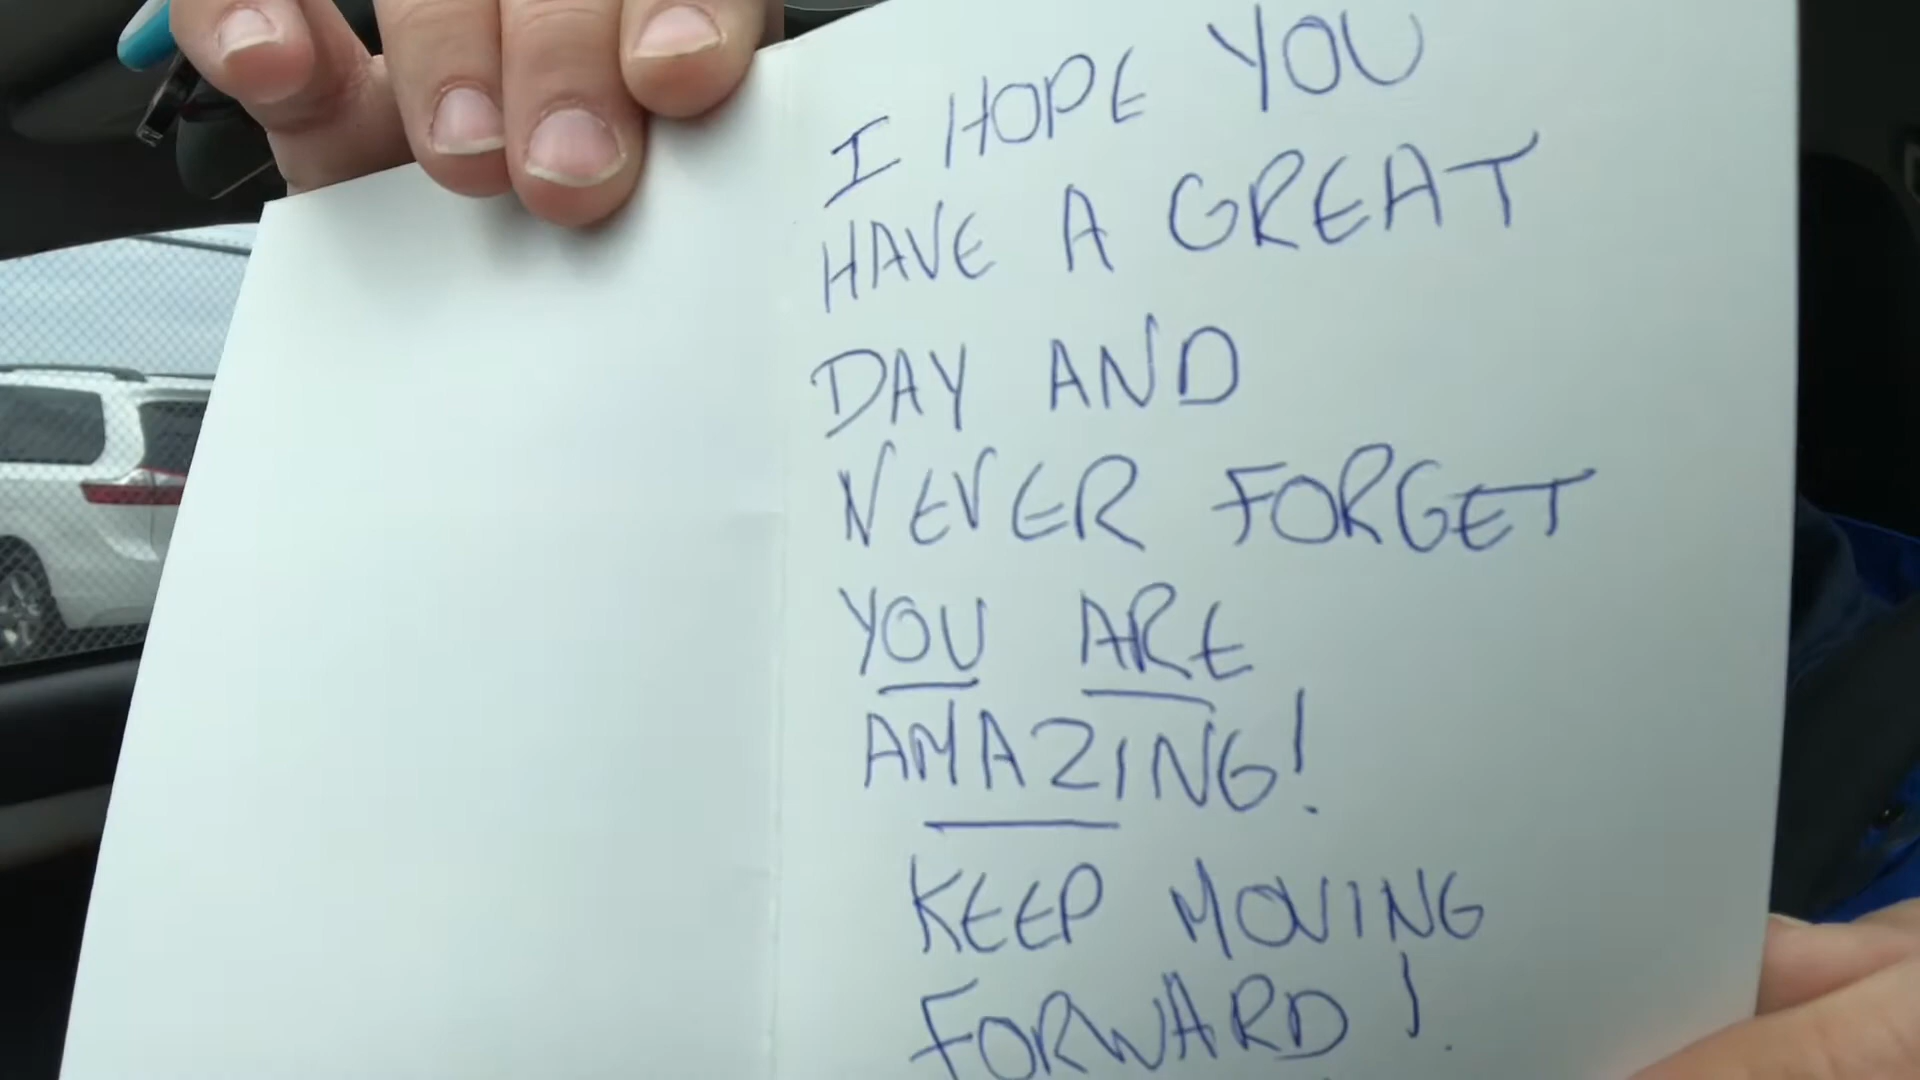 I HOPE YOU
HAVE A GREAT
DAY AND
NEVER FORGET
YOU ARE
AMAZING!
KEEP MOVING
FORWARD!